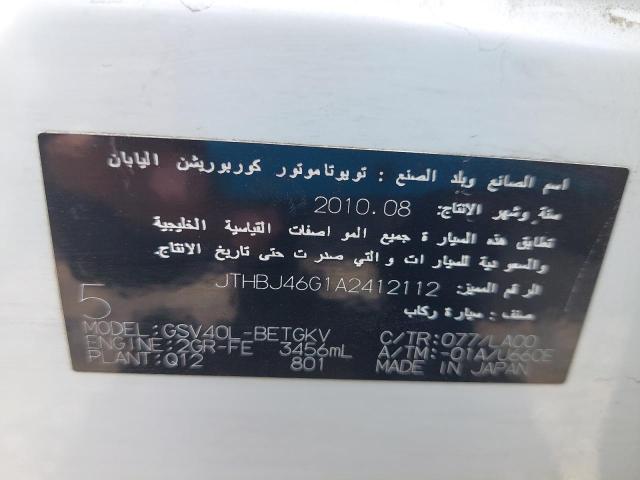 اسم الصانع وبلد الصنع : تويوتاموتور كوربوريشن اليابان
سنة وشهر الإنتاج: 2010.08
تطابق هذه السيارة جميع المواصفات القياسية الخليجية
والسعودية للسيارات والتي صدرت حتى تاريخ الانتاج.
الرقم المميز: JTHBJ46G1A2412112
صنف : سيارة ركاب
5
MODEL: GSV40L-BETGKV C/TR: 077/LA00
ENGINE: 2GR-FE 3456mL A/TM: -01A/U660E
PLANT: Q12 801 MADE IN JAPAN